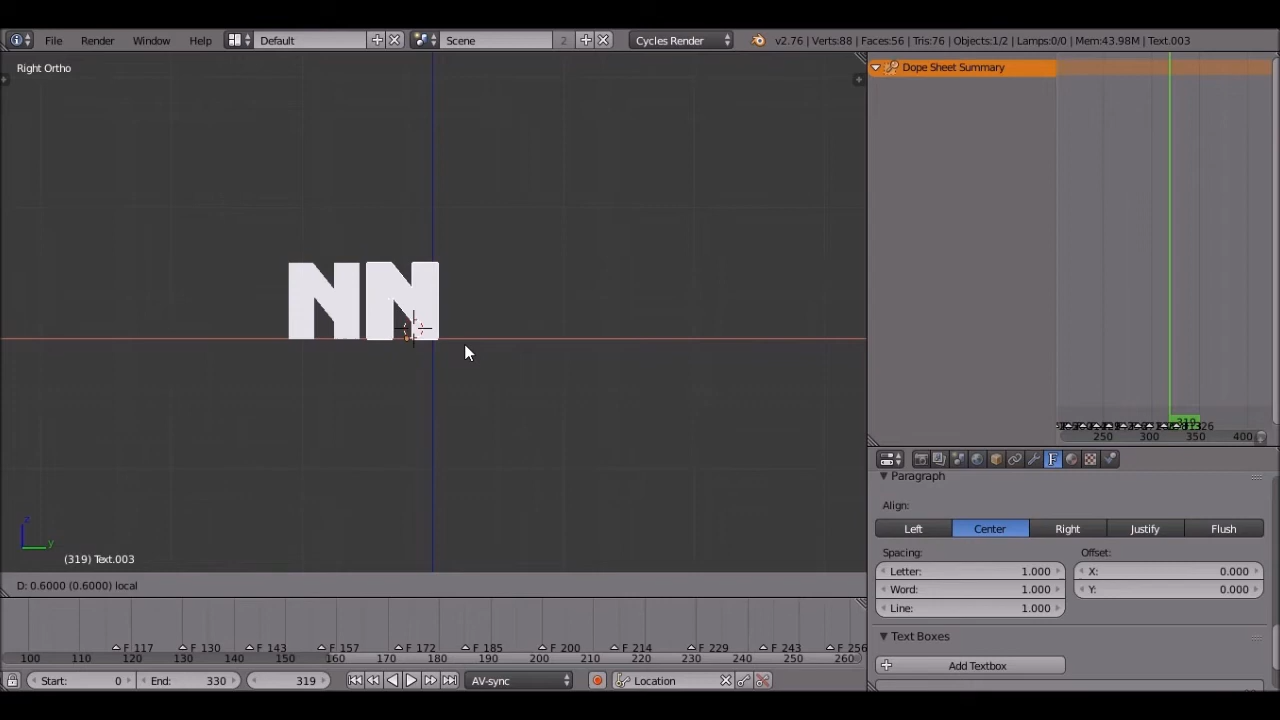 File Render Window Help Default Scene 2 Cycles Render v2.76 | Verts:88 | Faces:56 | Tris:76 | Objects:1/2 | Lamps:0/0 | Mem:43.98M | Text.003
Right Ortho
Dope Sheet Summary
NN
319
250 300 350 400
Paragraph
Align:
Left Center Right Justify Flush
Spacing: Offset:
Letter: 1.000 X: 0.000
Word: 1.000 Y: 0.000
Line: 1.000
z
y
(319) Text.003
D: 0.6000 (0.6000) local
Text Boxes
Add Textbox
F 117 F 130 F 143 F 157 F 172 F 185 F 200 F 214 F 229 F 243 F 256
100 110 120 130 140 150 160 170 180 190 200 210 220 230 240 250 260
Start: 0 End: 330 319 AV-sync Location